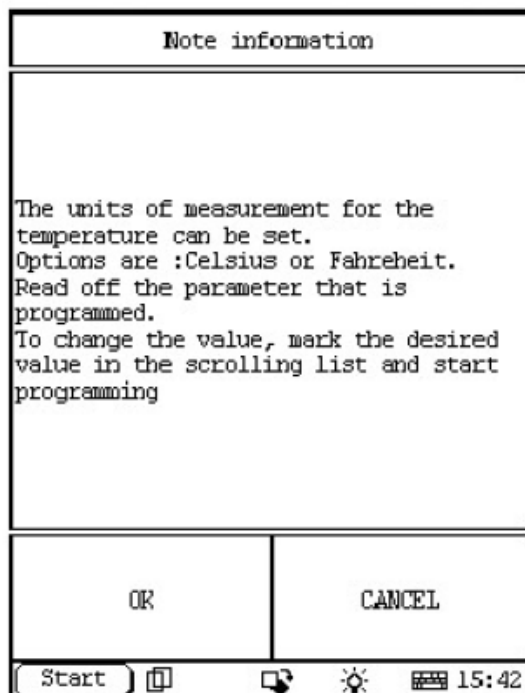 Note information
The units of measurement for the
temperature can be set.
Options are :Celsius or Fahreheit.
Read off the parameter that is
programmed.
To change the value, mark the desired
value in the scrolling list and start
programming
OK
CANCEL
Start
15:42